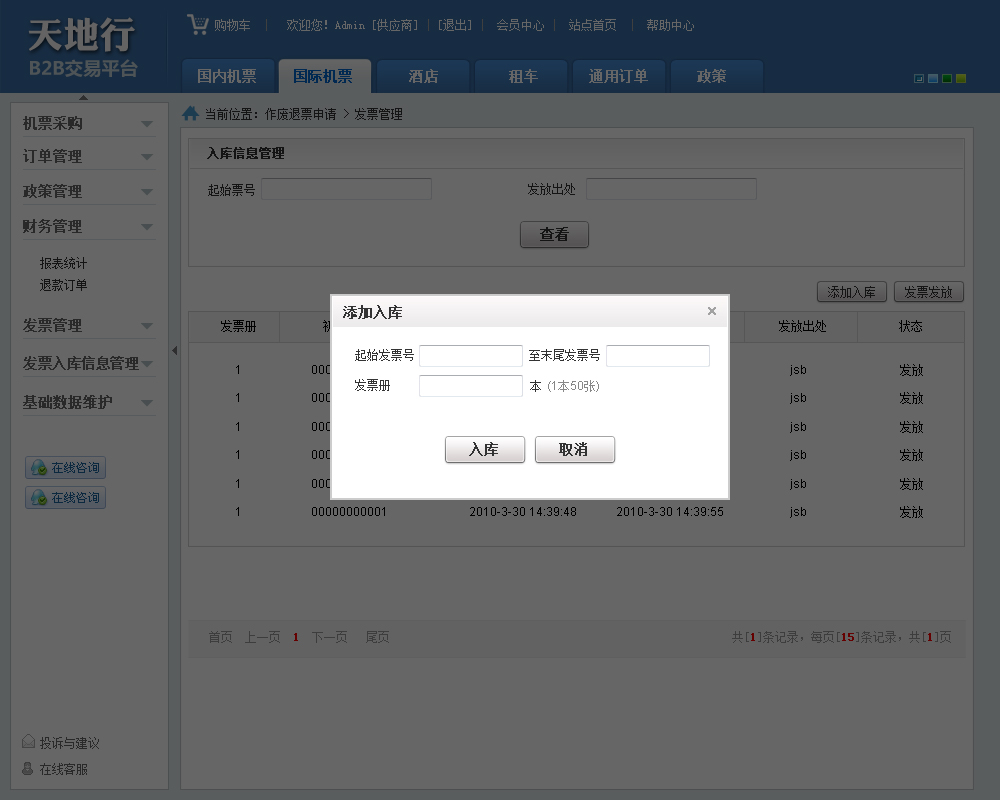 天地行
B2B交易平台
购物车 欢迎您! Admin [供应商] [退出] 会员中心 站点首页 帮助中心
国内机票 国际机票 酒店 租车 通用订单 政策
当前位置: 作废退票申请 > 发票管理
机票采购
订单管理
政策管理
财务管理
报表统计
退款订单
发票管理
发票入库信息管理
基础数据维护
在线咨询
在线咨询
投诉与建议
在线客服
入库信息管理
起始票号 发放出处
查看
添加入库 发票发放
发票册 发放出处 状态
1 000 jsb 发放
1 000 jsb 发放
1 000 jsb 发放
1 000 jsb 发放
1 000 jsb 发放
1 00000000001 2010-3-30 14:39:48 2010-3-30 14:39:55 jsb 发放
添加入库 ×
起始发票号 至末尾发票号
发票册 本 (1本50张)
入库 取消
首页 上一页 1 下一页 尾页 共[1]条记录, 每页[15]条记录, 共[1]页